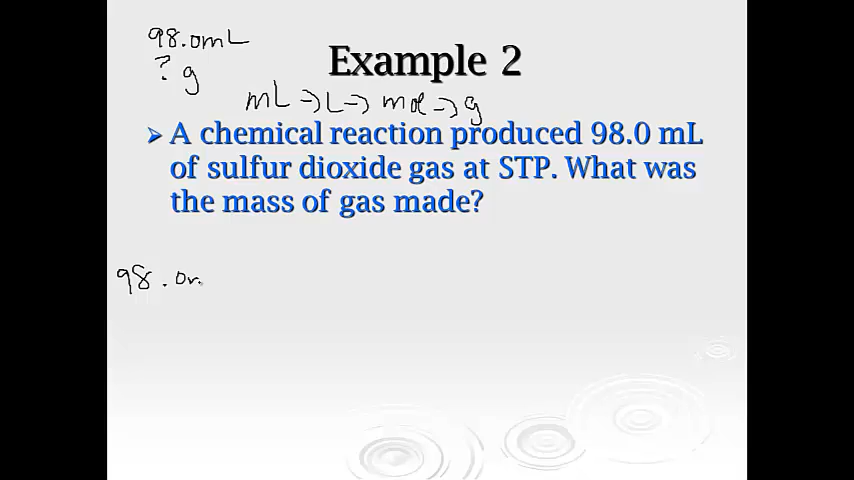 98.0mL
Example 2
? g
mL → L → mol → g
➢ A chemical reaction produced 98.0 mL
of sulfur dioxide gas at STP. What was
the mass of gas made?
98.0